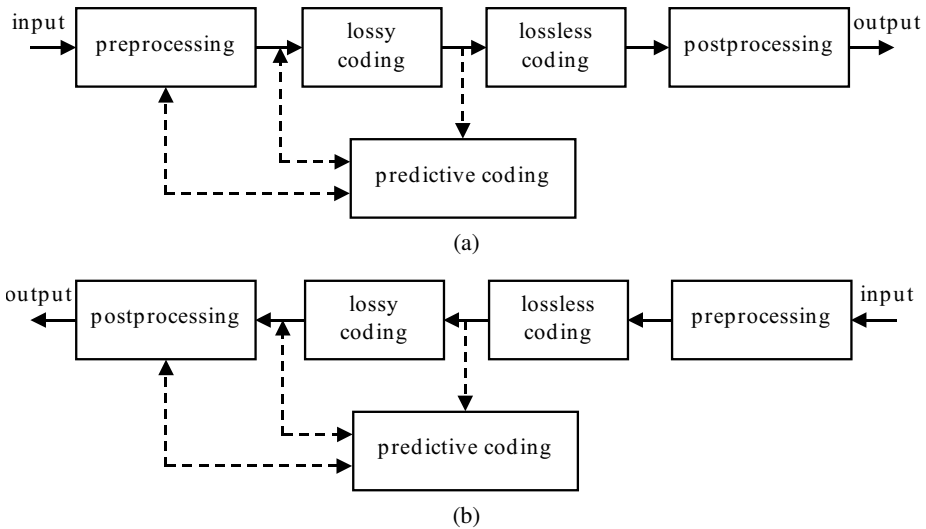 input
preprocessing
lossy
coding
lossless
coding
postprocessing
output
predictive coding
(a)
output
postprocessing
lossy
coding
lossless
coding
preprocessing
input
predictive coding
(b)